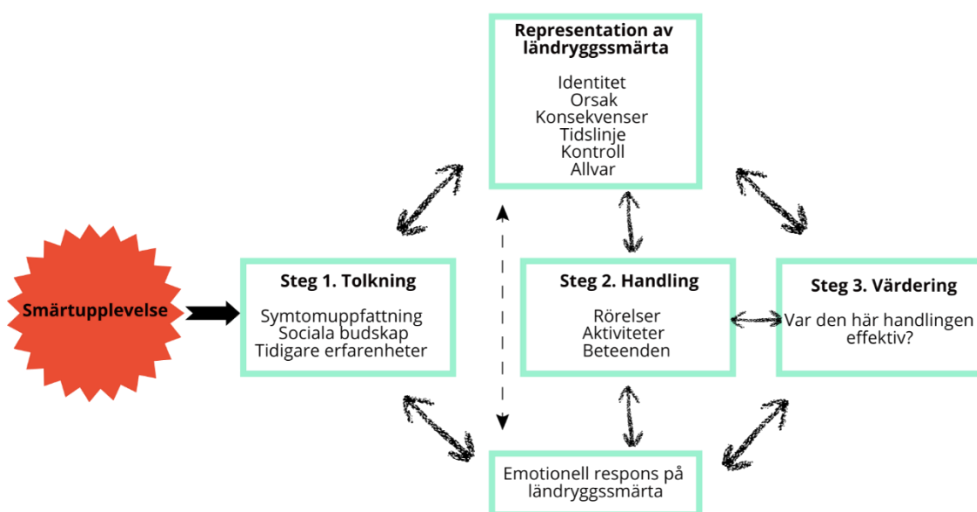 Representation av
ländryggssmärta
Identitet
Orsak
Konsekvenser
Tidslinje
Kontroll
Allvar
Smärtupplevelse
Steg 1. Tolkning
Symtomuppfattning
Sociala budskap
Tidigare erfarenheter
Steg 2. Handling
Rörelser
Aktiviteter
Beteenden
Steg 3. Värdering
Var den här handlingen
effektiv?
Emotionell respons på
ländryggssmärta